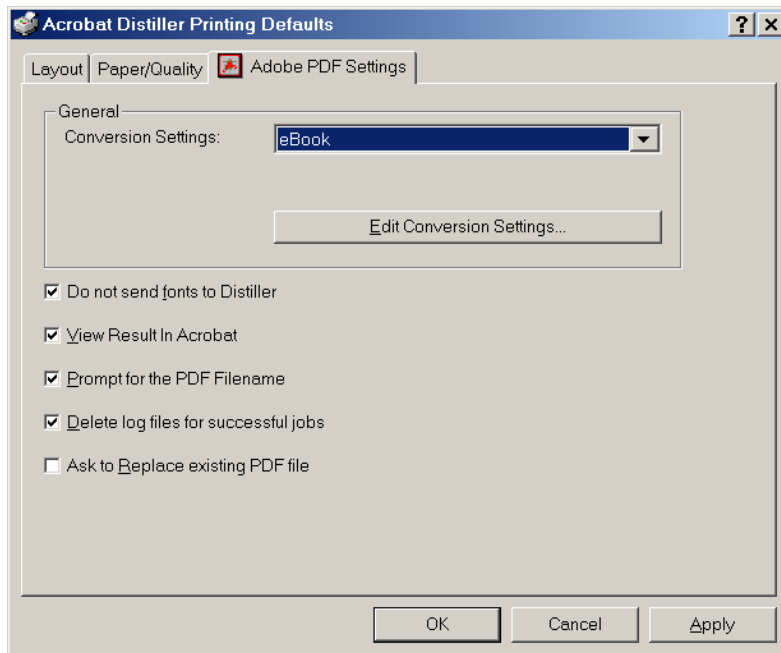 Acrobat Distiller Printing Defaults
Layout Paper/Quality Adobe PDF Settings
General
Conversion Settings: eBook
Edit Conversion Settings...
Do not send fonts to Distiller
View Result In Acrobat
Prompt for the PDF Filename
Delete log files for successful jobs
Ask to Replace existing PDF file
OK Cancel Apply